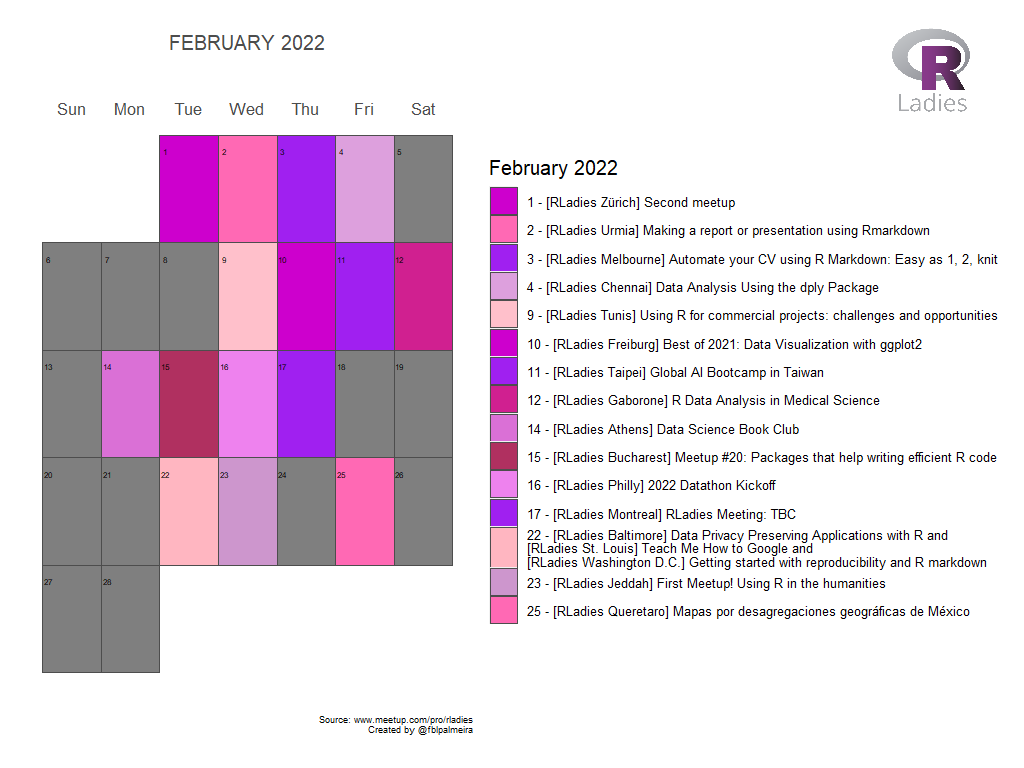 FEBRUARY 2022
R
Ladies
Sun Mon Tue Wed Thu Fri Sat
1 2 3 4 5
6 7 8 9 10 11 12
13 14 15 16 17 18 19
20 21 22 23 24 25 26
27 28
February 2022
1 - [RLadies Zürich] Second meetup
2 - [RLadies Urmia] Making a report or presentation using Rmarkdown
3 - [RLadies Melbourne] Automate your CV using R Markdown: Easy as 1, 2, knit
4 - [RLadies Chennai] Data Analysis Using the dply Package
9 - [RLadies Tunis] Using R for commercial projects: challenges and opportunities
10 - [RLadies Freiburg] Best of 2021: Data Visualization with ggplot2
11 - [RLadies Taipei] Global AI Bootcamp in Taiwan
12 - [RLadies Gaborone] R Data Analysis in Medical Science
14 - [RLadies Athens] Data Science Book Club
15 - [RLadies Bucharest] Meetup #20: Packages that help writing efficient R code
16 - [RLadies Philly] 2022 Datathon Kickoff
17 - [RLadies Montreal] RLadies Meeting: TBC
22 - [RLadies Baltimore] Data Privacy Preserving Applications with R and
[RLadies St. Louis] Teach Me How to Google and
[RLadies Washington D.C.] Getting started with reproducibility and R markdown
23 - [RLadies Jeddah] First Meetup! Using R in the humanities
25 - [RLadies Queretaro] Mapas por desagregaciones geográficas de México
Source: www.meetup.com/pro/rladies
Created by @fblpalmeira